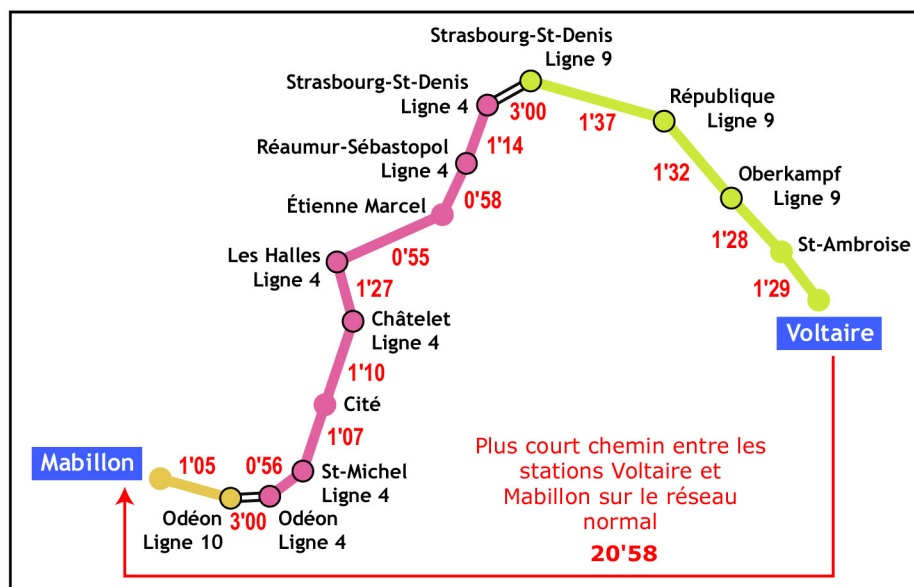 Strasbourg-St-Denis
Ligne 9
Strasbourg-St-Denis
Ligne 4
3'00
1'37
République
Ligne 9
1'14
Réaumur-Sébastopol
Ligne 4
1'32
Oberkampf
Ligne 9
0'58
Étienne Marcel
1'28
St-Ambroise
Les Halles
Ligne 4
0'55
1'27
1'29
Châtelet
Ligne 4
Voltaire
1'10
Cité
1'07
Mabillon
1'05
0'56
St-Michel
Ligne 4
Odéon
Ligne 10
3'00
Odéon
Ligne 4
Plus court chemin entre les
stations Voltaire et
Mabillon sur le réseau
normal
20'58